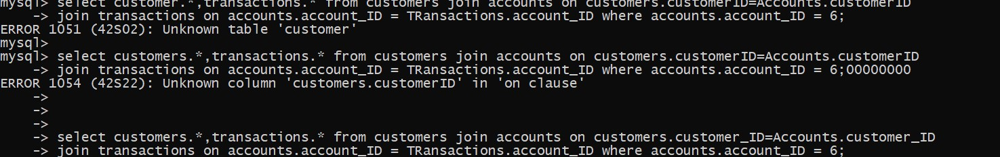 mysql> select customer.*,transactions.* from customers join accounts on customers.customerID=Accounts.customerID
-> join transactions on accounts.account_ID = TRansactions.account_ID where accounts.account_ID = 6;
ERROR 1051 (42S02): Unknown table 'customer'
mysql>
mysql> select customers.*,transactions.* from customers join accounts on customers.customerID=Accounts.customerID
-> join transactions on accounts.account_ID = TRansactions.account_ID where accounts.account_ID = 6;00000000
ERROR 1054 (42S22): Unknown column 'customers.customerID' in 'on clause'
->
->
->
-> select customers.*,transactions.* from customers join accounts on customers.customer_ID=Accounts.customer_ID
-> join transactions on accounts.account_ID = TRansactions.account_ID where accounts.account_ID = 6;